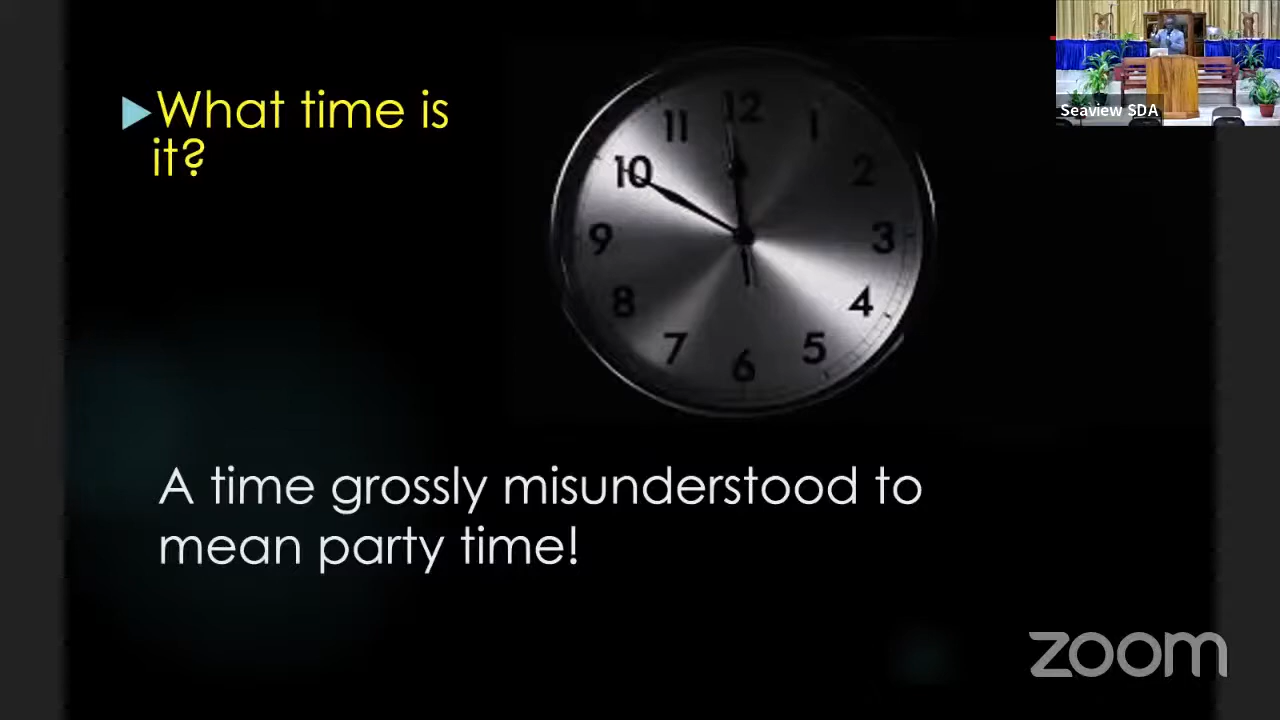 What time is
it?
12
11
1
10
2
9
3
8
4
7
5
6
A time grossly misunderstood to
mean party time!
Seaview SDA
zoom